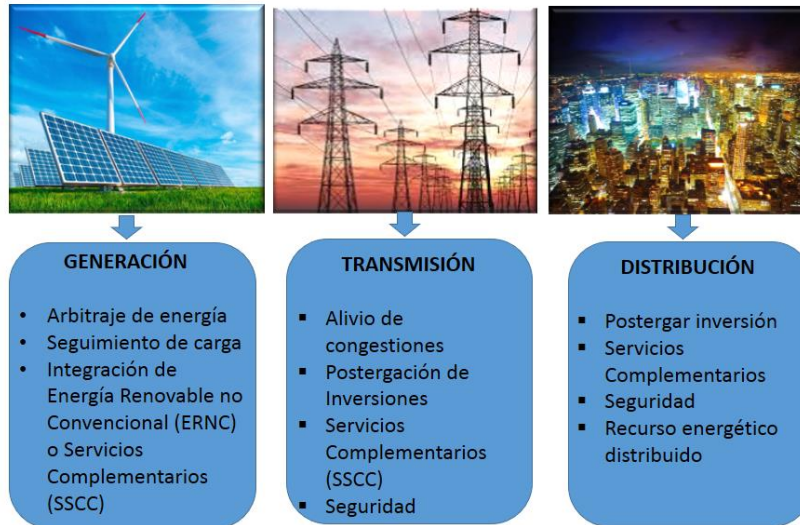 GENERACIÓN
• Arbitraje de energía
• Seguimiento de carga
• Integración de
Energía Renovable no
Convencional (ERNC)
o Servicios
Complementarios
(SSCC)
TRANSMISIÓN
▪ Alivio de
congestiones
▪ Postergación de
Inversiones
▪ Servicios
Complementarios
(SSCC)
▪ Seguridad
DISTRIBUCIÓN
▪ Postergar inversión
▪ Servicios
Complementarios
▪ Seguridad
▪ Recurso energético
distribuido